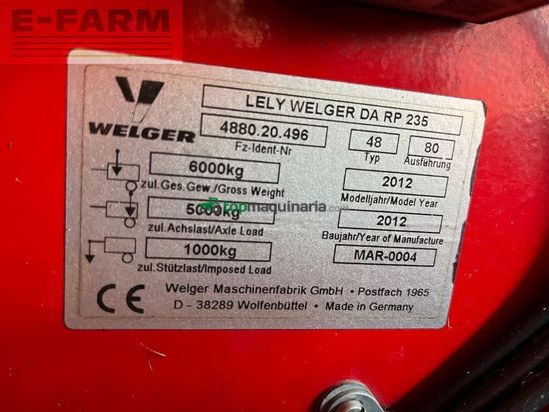 E-FARM
WELGER
LELY WELGER DA RP 235
4880.20.496
Fz-Ident-Nr
48
Typ
80
Ausführung
6000kg
zul.Ges.Gew./Gross Weight
2012
Modelljahr/Model Year
5000kg
zul.Achslast/Axle Load
2012
Baujahr/Year of Manufacture
1000kg
zul.Stützlast/Imposed Load
MAR-0004
topmaquinaria.com
CE
Welger Maschinenfabrik GmbH • Postfach 1965
D - 38289 Wolfenbüttel • Made in Germany